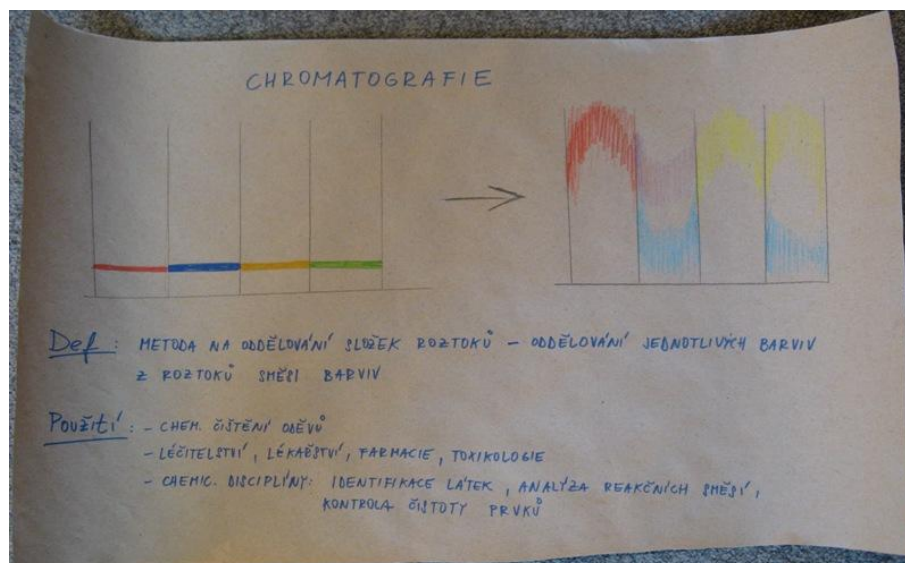 CHROMATOGRAFIE
Def: METODA NA ODDĚLOVÁNÍ SLOŽEK ROZTOKŮ – ODDĚLOVÁNÍ JEDNOTLIVÝCH BARVIV
Z ROZTOKŮ SMĚSI BARVIV
Použití: – CHEM. ČIŠTĚNÍ ODĚVŮ
– LÉČITELSTVÍ, LÉKAŘSTVÍ, FARMACIE, TOXIKOLOGIE
– CHEMIC. DISCIPLÍNY: IDENTIFIKACE LÁTEK, ANALÝZA REAKČNÍCH SMĚSÍ,
KONTROLA ČISTOTY PRVKŮ